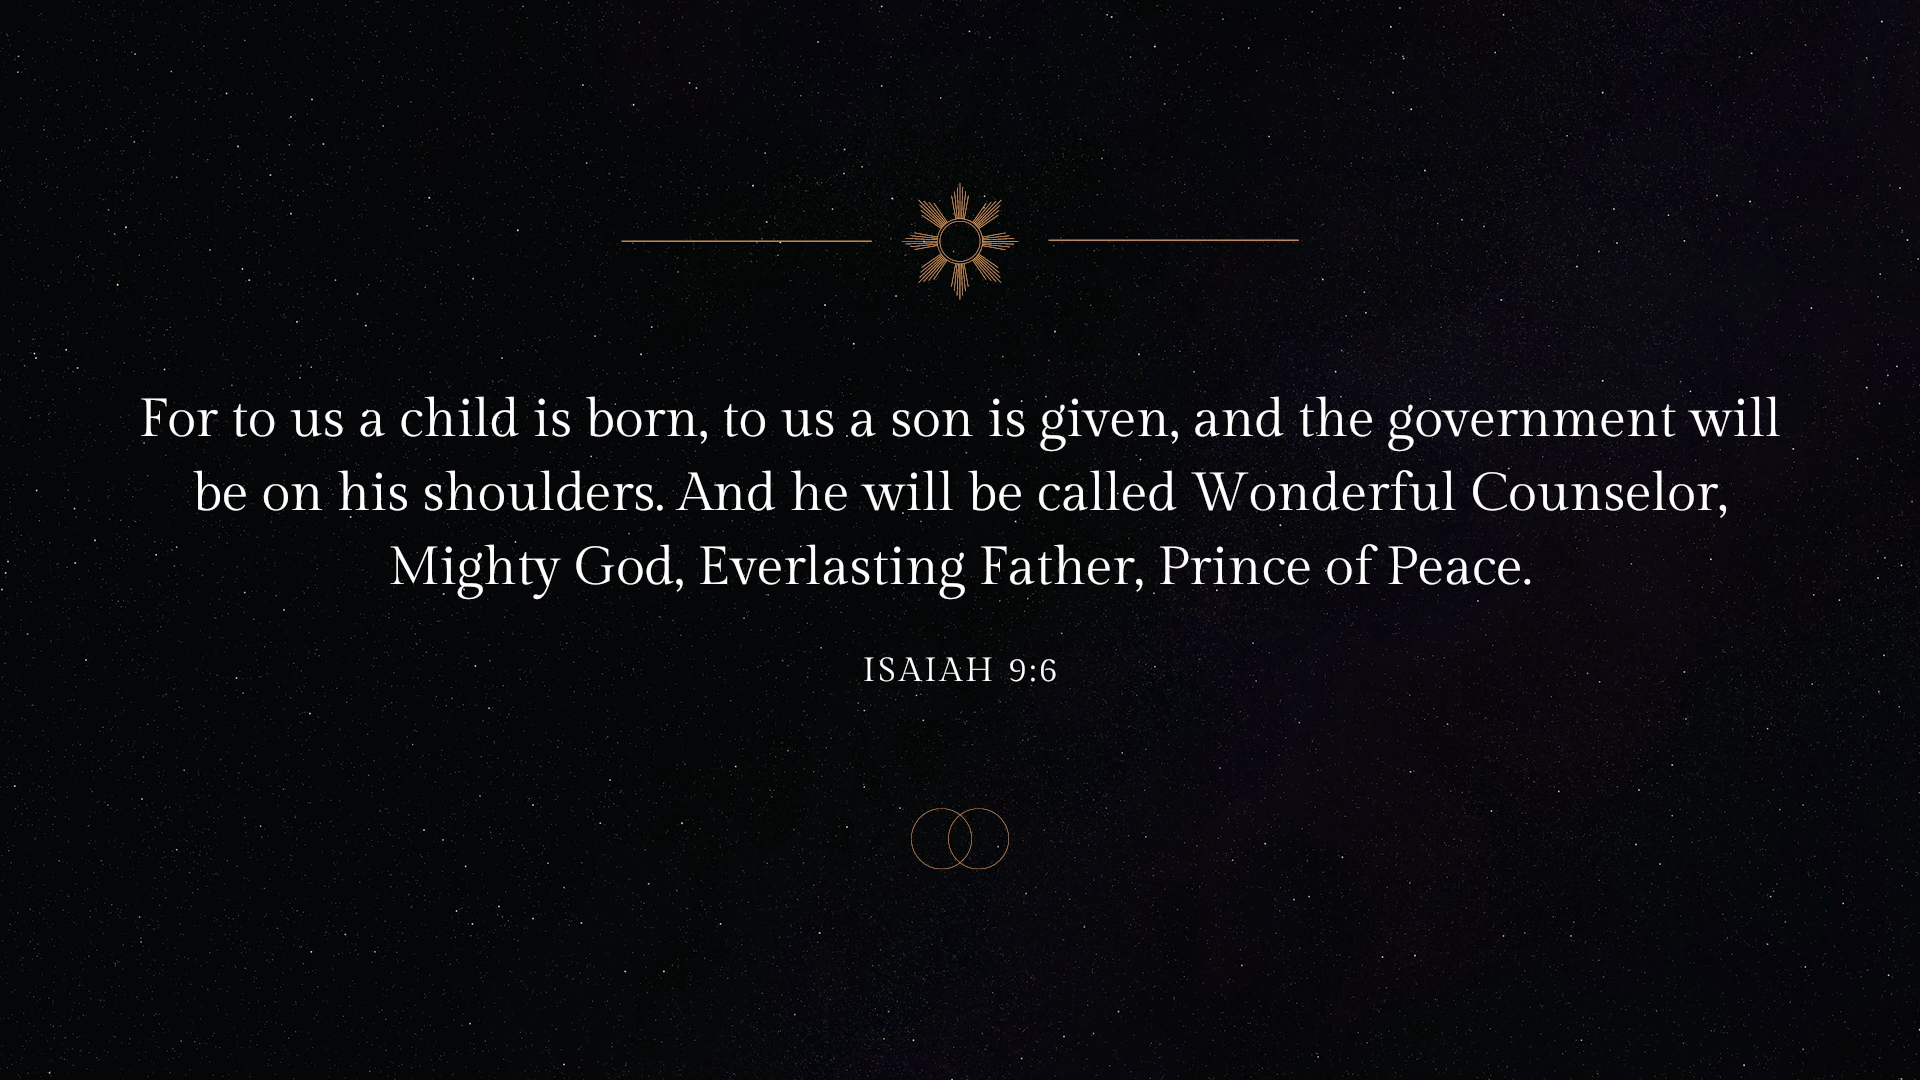 For to us a child is born, to us a son is given, and the government will
be on his shoulders. And he will be called Wonderful Counselor,
Mighty God, Everlasting Father, Prince of Peace.
ISAIAH 9:6